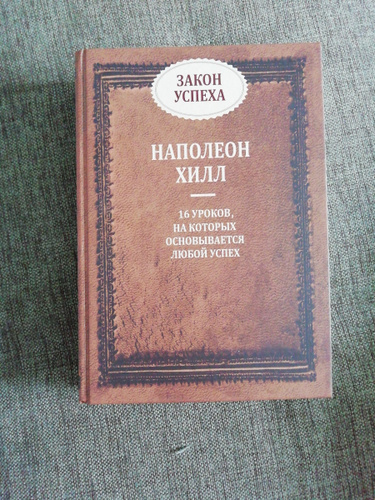 ЗАКОН
УСПЕХА
НАПОЛЕОН
ХИЛЛ
16 УРОКОВ,
НА КОТОРЫХ
ОСНОВЫВАЕТСЯ
ЛЮБОЙ УСПЕХ